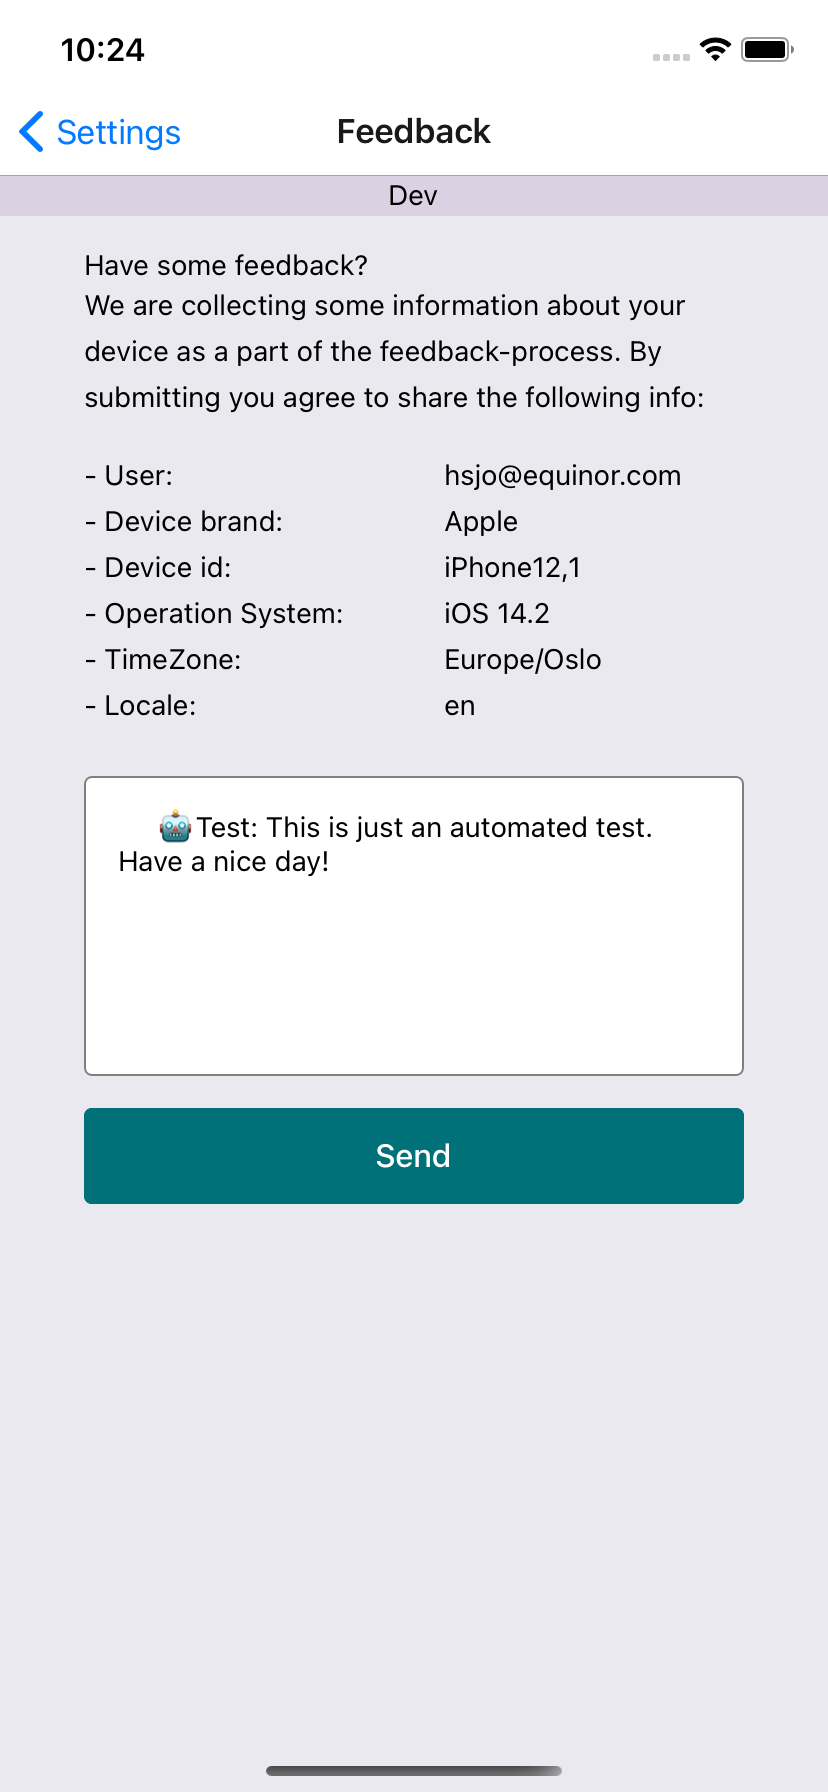 10:24
Settings
Feedback
Dev
Have some feedback?
We are collecting some information about your
device as a part of the feedback-process. By
submitting you agree to share the following info:
- User: hsjo@equinor.com
- Device brand: Apple
- Device id: iPhone12,1
- Operation System: iOS 14.2
- TimeZone: Europe/Oslo
- Locale: en
🤖Test: This is just an automated test.
Have a nice day!
Send